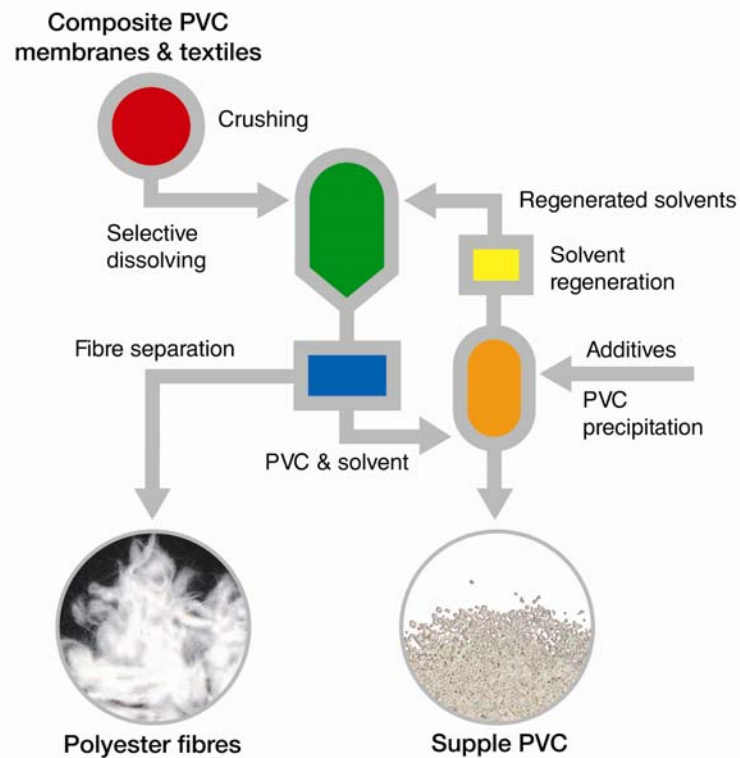 Composite PVC
membranes & textiles
Crushing
Regenerated solvents
Selective
dissolving
Solvent
regeneration
Fibre separation
Additives
PVC
precipitation
PVC & solvent
Polyester fibres
Supple PVC